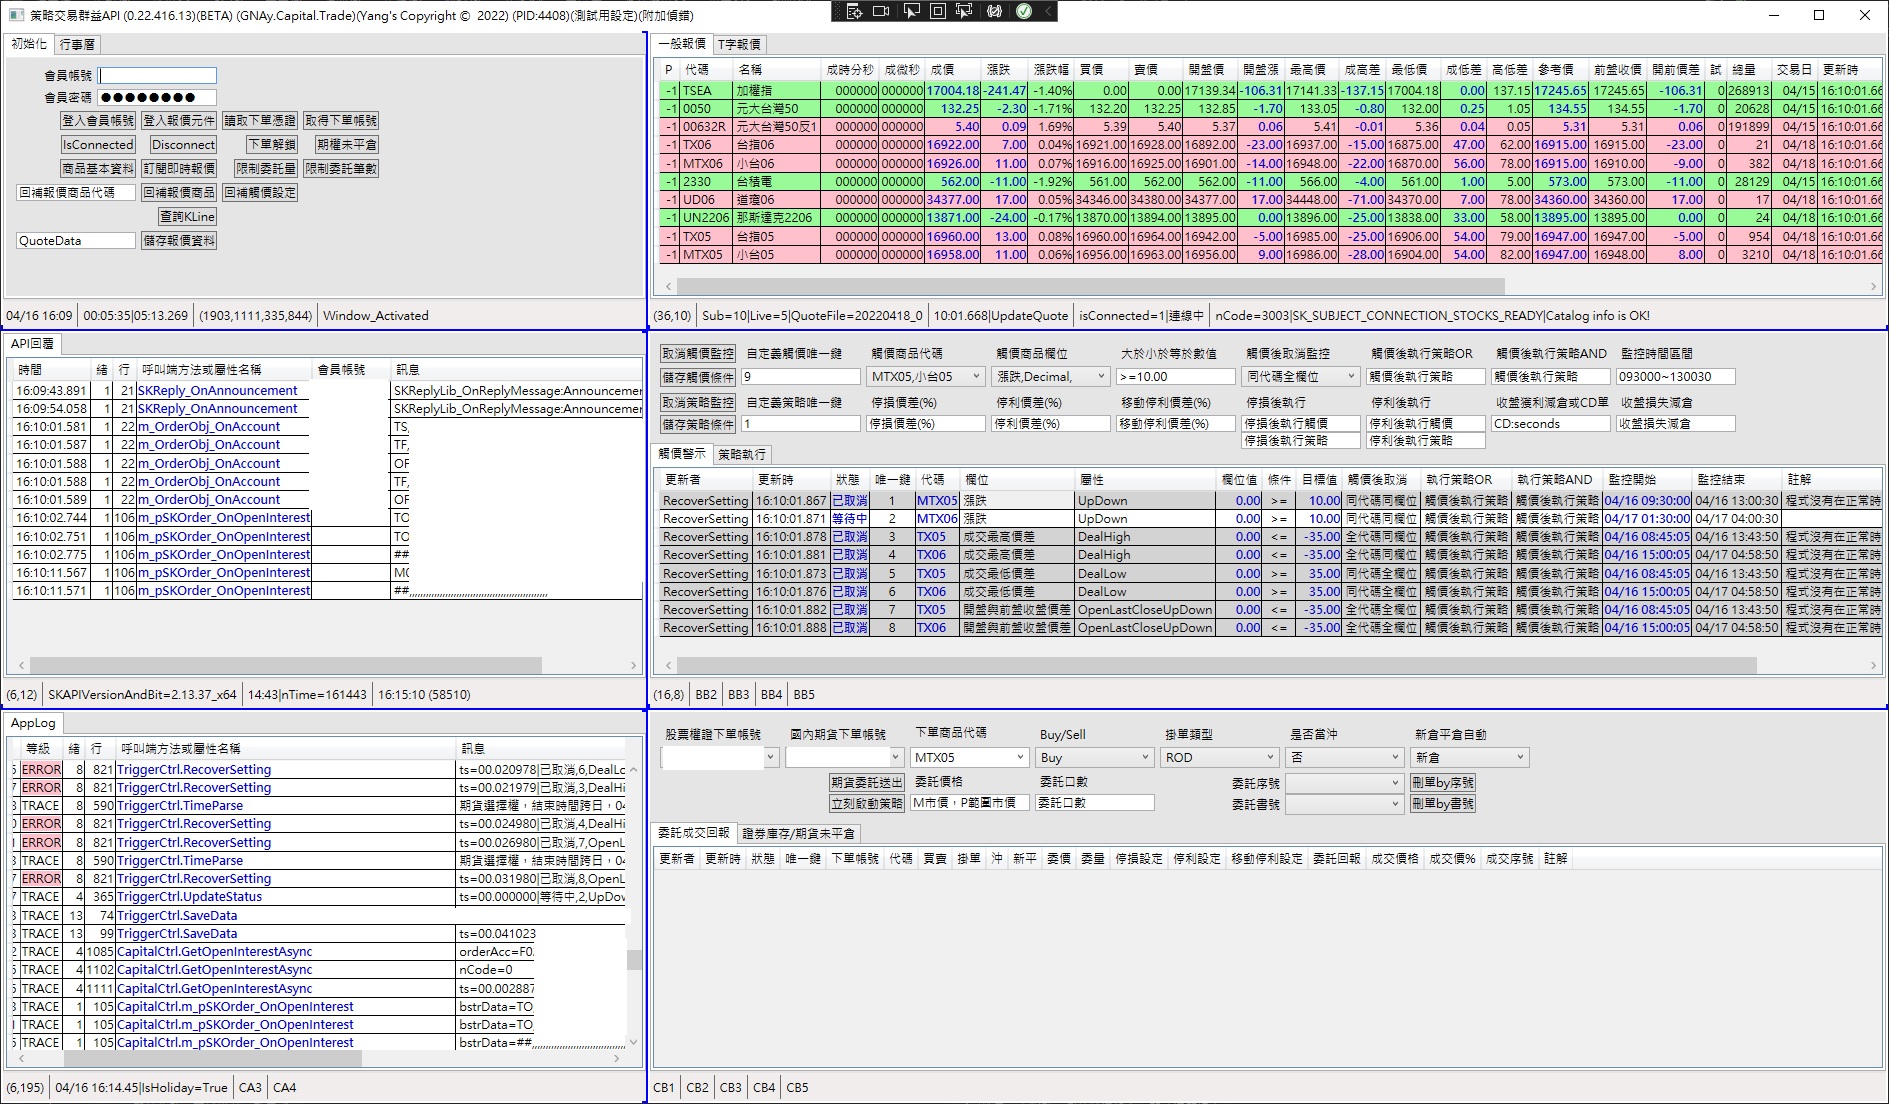 策略交易群益API (0.22.416.13)(BETA) (GNAy.Capital.Trade)(Yang's Copyright © 2022) (PID:4408)(測試用設定)(附加偵錯)
初始化 行事曆
會員帳號
會員密碼 ●●●●●●●●
登入會員帳號 登入報價元件 讀取下單憑證 取得下單帳號
IsConnected Disconnect 下單解鎖 期權未平倉
商品基本資料 訂閱即時報價 限制委託量 限制委託筆數
回補報價商品代碼 回補報價商品 回補觸價設定
查詢KLine
QuoteData 儲存報價資料
04/16 16:09 00:05:35|05:13.269 (1903,1111,335,844) Window_Activated
一般報價 T字報價
P 代碼 名稱 成時分秒 成微秒 成價 漲跌 漲跌幅 買價 賣價 開盤價 開盤漲 最高價 成高差 最低價 成低差 高低差 參考價 前盤收價 開前價差 試 總量 交易日 更新時
-1 TSEA 加權指 000000 000000 17004.18 -241.47 -1.40% 0.00 0.00 17139.34 -106.31 17141.33 -137.15 17004.18 0.00 137.15 17245.65 17245.65 -106.31 0 268913 04/15 16:10:01.66
-1 0050 元大台灣50 000000 000000 132.25 -2.30 -1.71% 132.20 132.25 132.85 -1.70 133.05 -0.80 132.00 0.25 1.05 134.55 134.55 -1.70 0 20628 04/15 16:10:01.66
-1 00632R 元大台灣50反1 000000 000000 5.40 0.09 1.69% 5.39 5.40 5.37 0.06 5.41 -0.01 5.36 0.04 0.05 5.31 5.31 0.06 0 191899 04/15 16:10:01.66
-1 TX06 台指06 000000 000000 16922.00 7.00 0.04% 16921.00 16928.00 16892.00 -23.00 16937.00 -15.00 16875.00 47.00 62.00 16915.00 16915.00 -23.00 0 21 04/18 16:10:01.66
-1 MTX06 小台06 000000 000000 16926.00 11.00 0.07% 16916.00 16925.00 16901.00 -14.00 16948.00 -22.00 16870.00 56.00 78.00 16915.00 16910.00 -9.00 0 382 04/18 16:10:01.66
-1 2330 台積電 000000 000000 562.00 -11.00 -1.92% 561.00 562.00 562.00 -11.00 566.00 -4.00 561.00 1.00 5.00 573.00 573.00 -11.00 0 28129 04/15 16:10:01.66
-1 UD06 道瓊06 000000 000000 34377.00 17.00 0.05% 34346.00 34380.00 34377.00 17.00 34448.00 -71.00 34370.00 7.00 78.00 34360.00 34360.00 17.00 0 17 04/18 16:10:01.66
-1 UN2206 那斯達克2206 000000 000000 13871.00 -24.00 -0.17% 13870.00 13894.00 13895.00 0.00 13896.00 -25.00 13838.00 33.00 58.00 13895.00 13895.00 0.00 0 24 04/18 16:10:01.66
-1 TX05 台指05 000000 000000 16960.00 13.00 0.08% 16960.00 16964.00 16942.00 -5.00 16985.00 -25.00 16906.00 54.00 79.00 16947.00 16947.00 -5.00 0 954 04/18 16:10:01.66
-1 MTX05 小台05 000000 000000 16958.00 11.00 0.06% 16956.00 16963.00 16956.00 9.00 16986.00 -28.00 16904.00 54.00 82.00 16947.00 16948.00 8.00 0 3210 04/18 16:10:01.66
(36,10) Sub=10|Live=5|QuoteFile=20220418_0 10:01.668|UpdateQuote isConnected=1|連線中 nCode=3003|SK_SUBJECT_CONNECTION_STOCKS_READY|Catalog info is OK!
API回覆
時間 緒 行 呼叫端方法或屬性名稱 會員帳號 訊息
16:09:43.891 1 21 SKReply_OnAnnouncement SKReplyLib_OnReplyMessage:Announcemer
16:09:54.058 1 21 SKReply_OnAnnouncement SKReplyLib_OnReplyMessage:Announcemer
16:10:01.581 1 22 m_OrderObj_OnAccount TS,
16:10:01.587 1 22 m_OrderObj_OnAccount TF,
16:10:01.588 1 22 m_OrderObj_OnAccount OF
16:10:01.588 1 22 m_OrderObj_OnAccount TF,
16:10:01.589 1 22 m_OrderObj_OnAccount OF
16:10:02.744 1 106 m_pSKOrder_OnOpenInterest TO
16:10:02.751 1 106 m_pSKOrder_OnOpenInterest TO
16:10:02.775 1 106 m_pSKOrder_OnOpenInterest ##
16:10:11.567 1 106 m_pSKOrder_OnOpenInterest M0
16:10:11.571 1 106 m_pSKOrder_OnOpenInterest ##,,,,,,,,,,,,,,,,,,,,,,,,,,,,,,,,,,,,,,,,,,,,,,
(6,12) SKAPIVersionAndBit=2.13.37_x64 14:43|nTime=161443 16:15:10 (58510)
取消觸價監控 自定義觸價唯一鍵 觸價商品代碼 觸價商品欄位 大於小於等於數值 觸價後取消監控 觸價後執行策略OR 觸價後執行策略AND 監控時間區間
儲存觸價條件 9 MTX05,小台05 漲跌,Decimal, >=10.00 同代碼全欄位 觸價後執行策略 觸價後執行策略 093000~130030
取消策略監控 自定義策略唯一鍵 停損價差(%) 停利價差(%) 移動停利價差(%) 停損後執行 停利後執行 收盤獲利減倉或CD單 收盤損失減倉
儲存策略條件 1 停損價差(%) 停利價差(%) 移動停利價差(%) 停損後執行觸價 停利後執行觸價 CD:seconds 收盤損失減倉
停損後執行策略 停利後執行策略
觸價警示 策略執行
更新者 更新時 狀態 唯一鍵 代碼 欄位 屬性 欄位值 條件 目標值 觸價後取消 執行策略OR 執行策略AND 監控開始 監控結束 註解
RecoverSetting 16:10:01.867 已取消 1 MTX05 漲跌 UpDown 0.00 >= 10.00 同代碼同欄位 觸價後執行策略 觸價後執行策略 04/16 09:30:00 04/16 13:00:30 程式沒有在正常時
RecoverSetting 16:10:01.871 等待中 2 MTX06 漲跌 UpDown 0.00 >= 10.00 同代碼同欄位 觸價後執行策略 觸價後執行策略 04/17 01:30:00 04/17 04:00:30
RecoverSetting 16:10:01.878 已取消 3 TX05 成交最高價差 DealHigh 0.00 <= -35.00 全代碼全欄位 觸價後執行策略 觸價後執行策略 04/16 08:45:05 04/16 13:43:50 程式沒有在正常時
RecoverSetting 16:10:01.881 已取消 4 TX06 成交最高價差 DealHigh 0.00 <= -35.00 全代碼全欄位 觸價後執行策略 觸價後執行策略 04/16 15:00:05 04/17 04:58:50 程式沒有在正常時
RecoverSetting 16:10:01.873 已取消 5 TX05 成交最低價差 DealLow 0.00 >= 35.00 同代碼全欄位 觸價後執行策略 觸價後執行策略 04/16 08:45:05 04/16 13:43:50 程式沒有在正常時
RecoverSetting 16:10:01.876 已取消 6 TX06 成交最低價差 DealLow 0.00 >= 35.00 同代碼全欄位 觸價後執行策略 觸價後執行策略 04/16 15:00:05 04/17 04:58:50 程式沒有在正常時
RecoverSetting 16:10:01.882 已取消 7 TX05 開盤與前盤收盤價差 OpenLastCloseUpDown 0.00 <= -35.00 全代碼全欄位 觸價後執行策略 觸價後執行策略 04/16 08:45:05 04/16 13:43:50 程式沒有在正常時
RecoverSetting 16:10:01.888 已取消 8 TX06 開盤與前盤收盤價差 OpenLastCloseUpDown 0.00 <= -35.00 全代碼全欄位 觸價後執行策略 觸價後執行策略 04/16 15:00:05 04/17 04:58:50 程式沒有在正常時
(16,8) BB2 BB3 BB4 BB5
AppLog
等級 緒 行 呼叫端方法或屬性名稱 訊息
ERROR 8 821 TriggerCtrl.RecoverSetting ts=00.020978|已取消,6,DealLo
ERROR 8 821 TriggerCtrl.RecoverSetting ts=00.021979|已取消,3,DealHi
TRACE 8 590 TriggerCtrl.TimeParse 期貨選擇權，結束時間跨日，04
ERROR 8 821 TriggerCtrl.RecoverSetting ts=00.024980|已取消,4,DealHi
ERROR 8 821 TriggerCtrl.RecoverSetting ts=00.026980|已取消,7,OpenL
TRACE 8 590 TriggerCtrl.TimeParse 期貨選擇權，結束時間跨日，04
ERROR 8 821 TriggerCtrl.RecoverSetting ts=00.031980|已取消,8,OpenL
TRACE 4 365 TriggerCtrl.UpdateStatus ts=00.000000|等待中,2,UpDow
TRACE 13 74 TriggerCtrl.SaveData
TRACE 13 99 TriggerCtrl.SaveData ts=00.041023
TRACE 4 1085 CapitalCtrl.GetOpenInterestAsync orderAcc=F0
TRACE 4 1102 CapitalCtrl.GetOpenInterestAsync nCode=0
TRACE 4 1111 CapitalCtrl.GetOpenInterestAsync ts=00.002887
TRACE 1 105 CapitalCtrl.m_pSKOrder_OnOpenInterest bstrData=TO
TRACE 1 105 CapitalCtrl.m_pSKOrder_OnOpenInterest bstrData=TO
TRACE 1 105 CapitalCtrl.m_pSKOrder_OnOpenInterest bstrData=##,,,,,,,,,,,,,,,,,,,,,,,,,,
(6,195) 04/16 16:14.45|IsHoliday=True CA3 CA4
股票權證下單帳號 國內期貨下單帳號 下單商品代碼 Buy/Sell 掛單類型 是否當沖 新倉平倉自動
MTX05 Buy ROD 否 新倉
期貨委託送出 委託價格 委託口數 委託序號 刪單by序號
立刻啟動策略 M市價，P範圍市價 委託口數 委託書號 刪單by書號
委託成交回報 證券庫存/期貨未平倉
更新者 更新時 狀態 唯一鍵 下單帳號 代碼 買賣 掛單 沖 新平 委價 委量 停損設定 停利設定 移動停利設定 委託回報 成交價格 成交價% 成交序號 註解
CB1 CB2 CB3 CB4 CB5